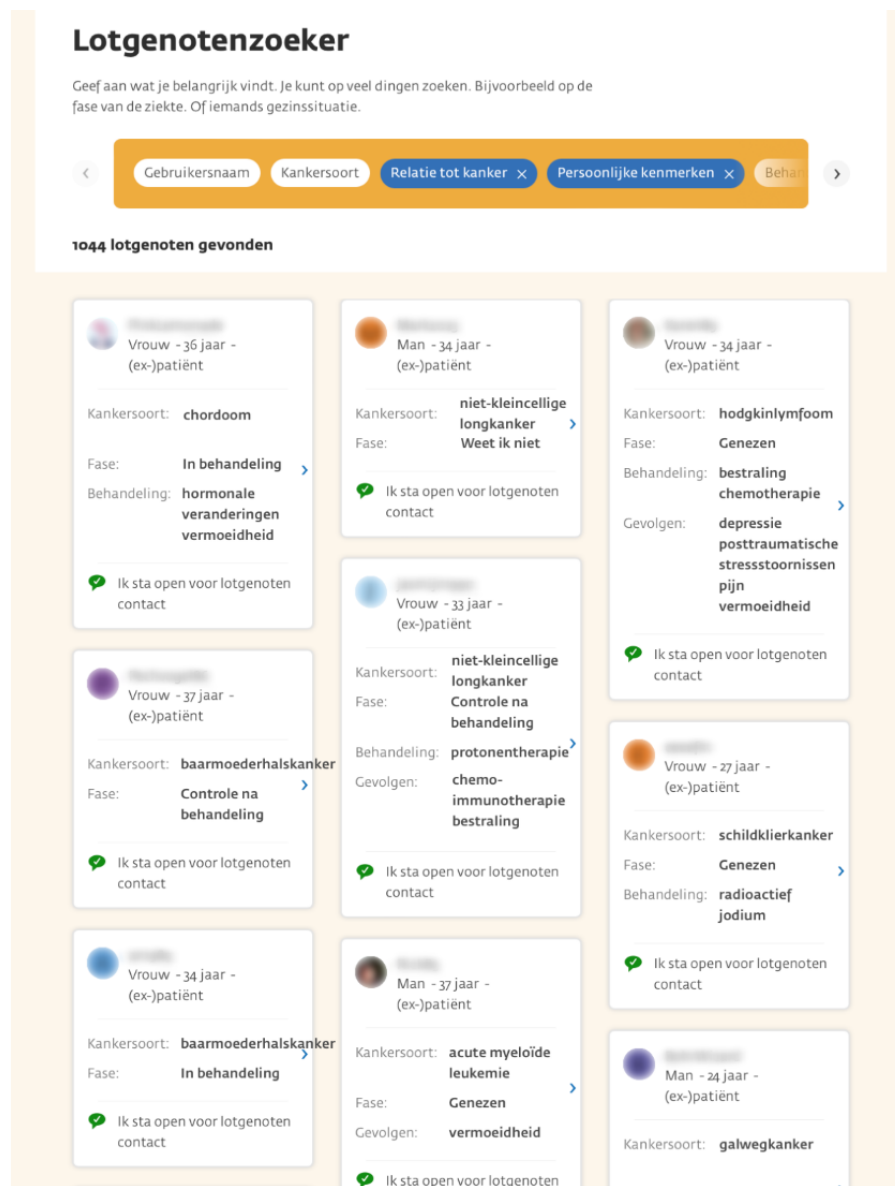 Lotgenotenzoeker
Geef aan wat je belangrijk vindt. Je kunt op veel dingen zoeken. Bijvoorbeeld op de
fase van de ziekte. Of iemands gezinssituatie.
Gebruikersnaam Kankersoort Relatie tot kanker × Persoonlijke kenmerken × Behan
1044 lotgenoten gevonden
Vrouw - 36 jaar -
(ex-)patiënt
Kankersoort: chordoom
Fase: In behandeling
Behandeling: hormonale
veranderingen
vermoeidheid
Ik sta open voor lotgenoten
contact
Vrouw - 37 jaar -
(ex-)patiënt
Kankersoort: baarmoederhalskanker
Fase: Controle na
behandeling
Ik sta open voor lotgenoten
contact
Vrouw - 34 jaar -
(ex-)patiënt
Kankersoort: baarmoederhalskanker
Fase: In behandeling
Ik sta open voor lotgenoten
contact
Man - 34 jaar -
(ex-)patiënt
Kankersoort: niet-kleincellige
longkanker
Fase: Weet ik niet
Ik sta open voor lotgenoten
contact
Vrouw - 33 jaar -
(ex-)patiënt
Kankersoort: niet-kleincellige
longkanker
Fase: Controle na
behandeling
Behandeling: protonentherapie
Gevolgen: chemo-
immunotherapie
bestraling
Ik sta open voor lotgenoten
contact
Man - 37 jaar -
(ex-)patiënt
Kankersoort: acute myeloïde
leukemie
Fase: Genezen
Gevolgen: vermoeidheid
Ik sta open voor lotgenoten
Vrouw - 34 jaar -
(ex-)patiënt
Kankersoort: hodgkinlymfoom
Fase: Genezen
Behandeling: bestraling
chemotherapie
Gevolgen: depressie
posttraumatische
stressstoornissen
pijn
vermoeidheid
Ik sta open voor lotgenoten
contact
Vrouw - 27 jaar -
(ex-)patiënt
Kankersoort: schildklierkanker
Fase: Genezen
Behandeling: radioactief
jodium
Ik sta open voor lotgenoten
contact
Man - 24 jaar -
(ex-)patiënt
Kankersoort: galwegkanker